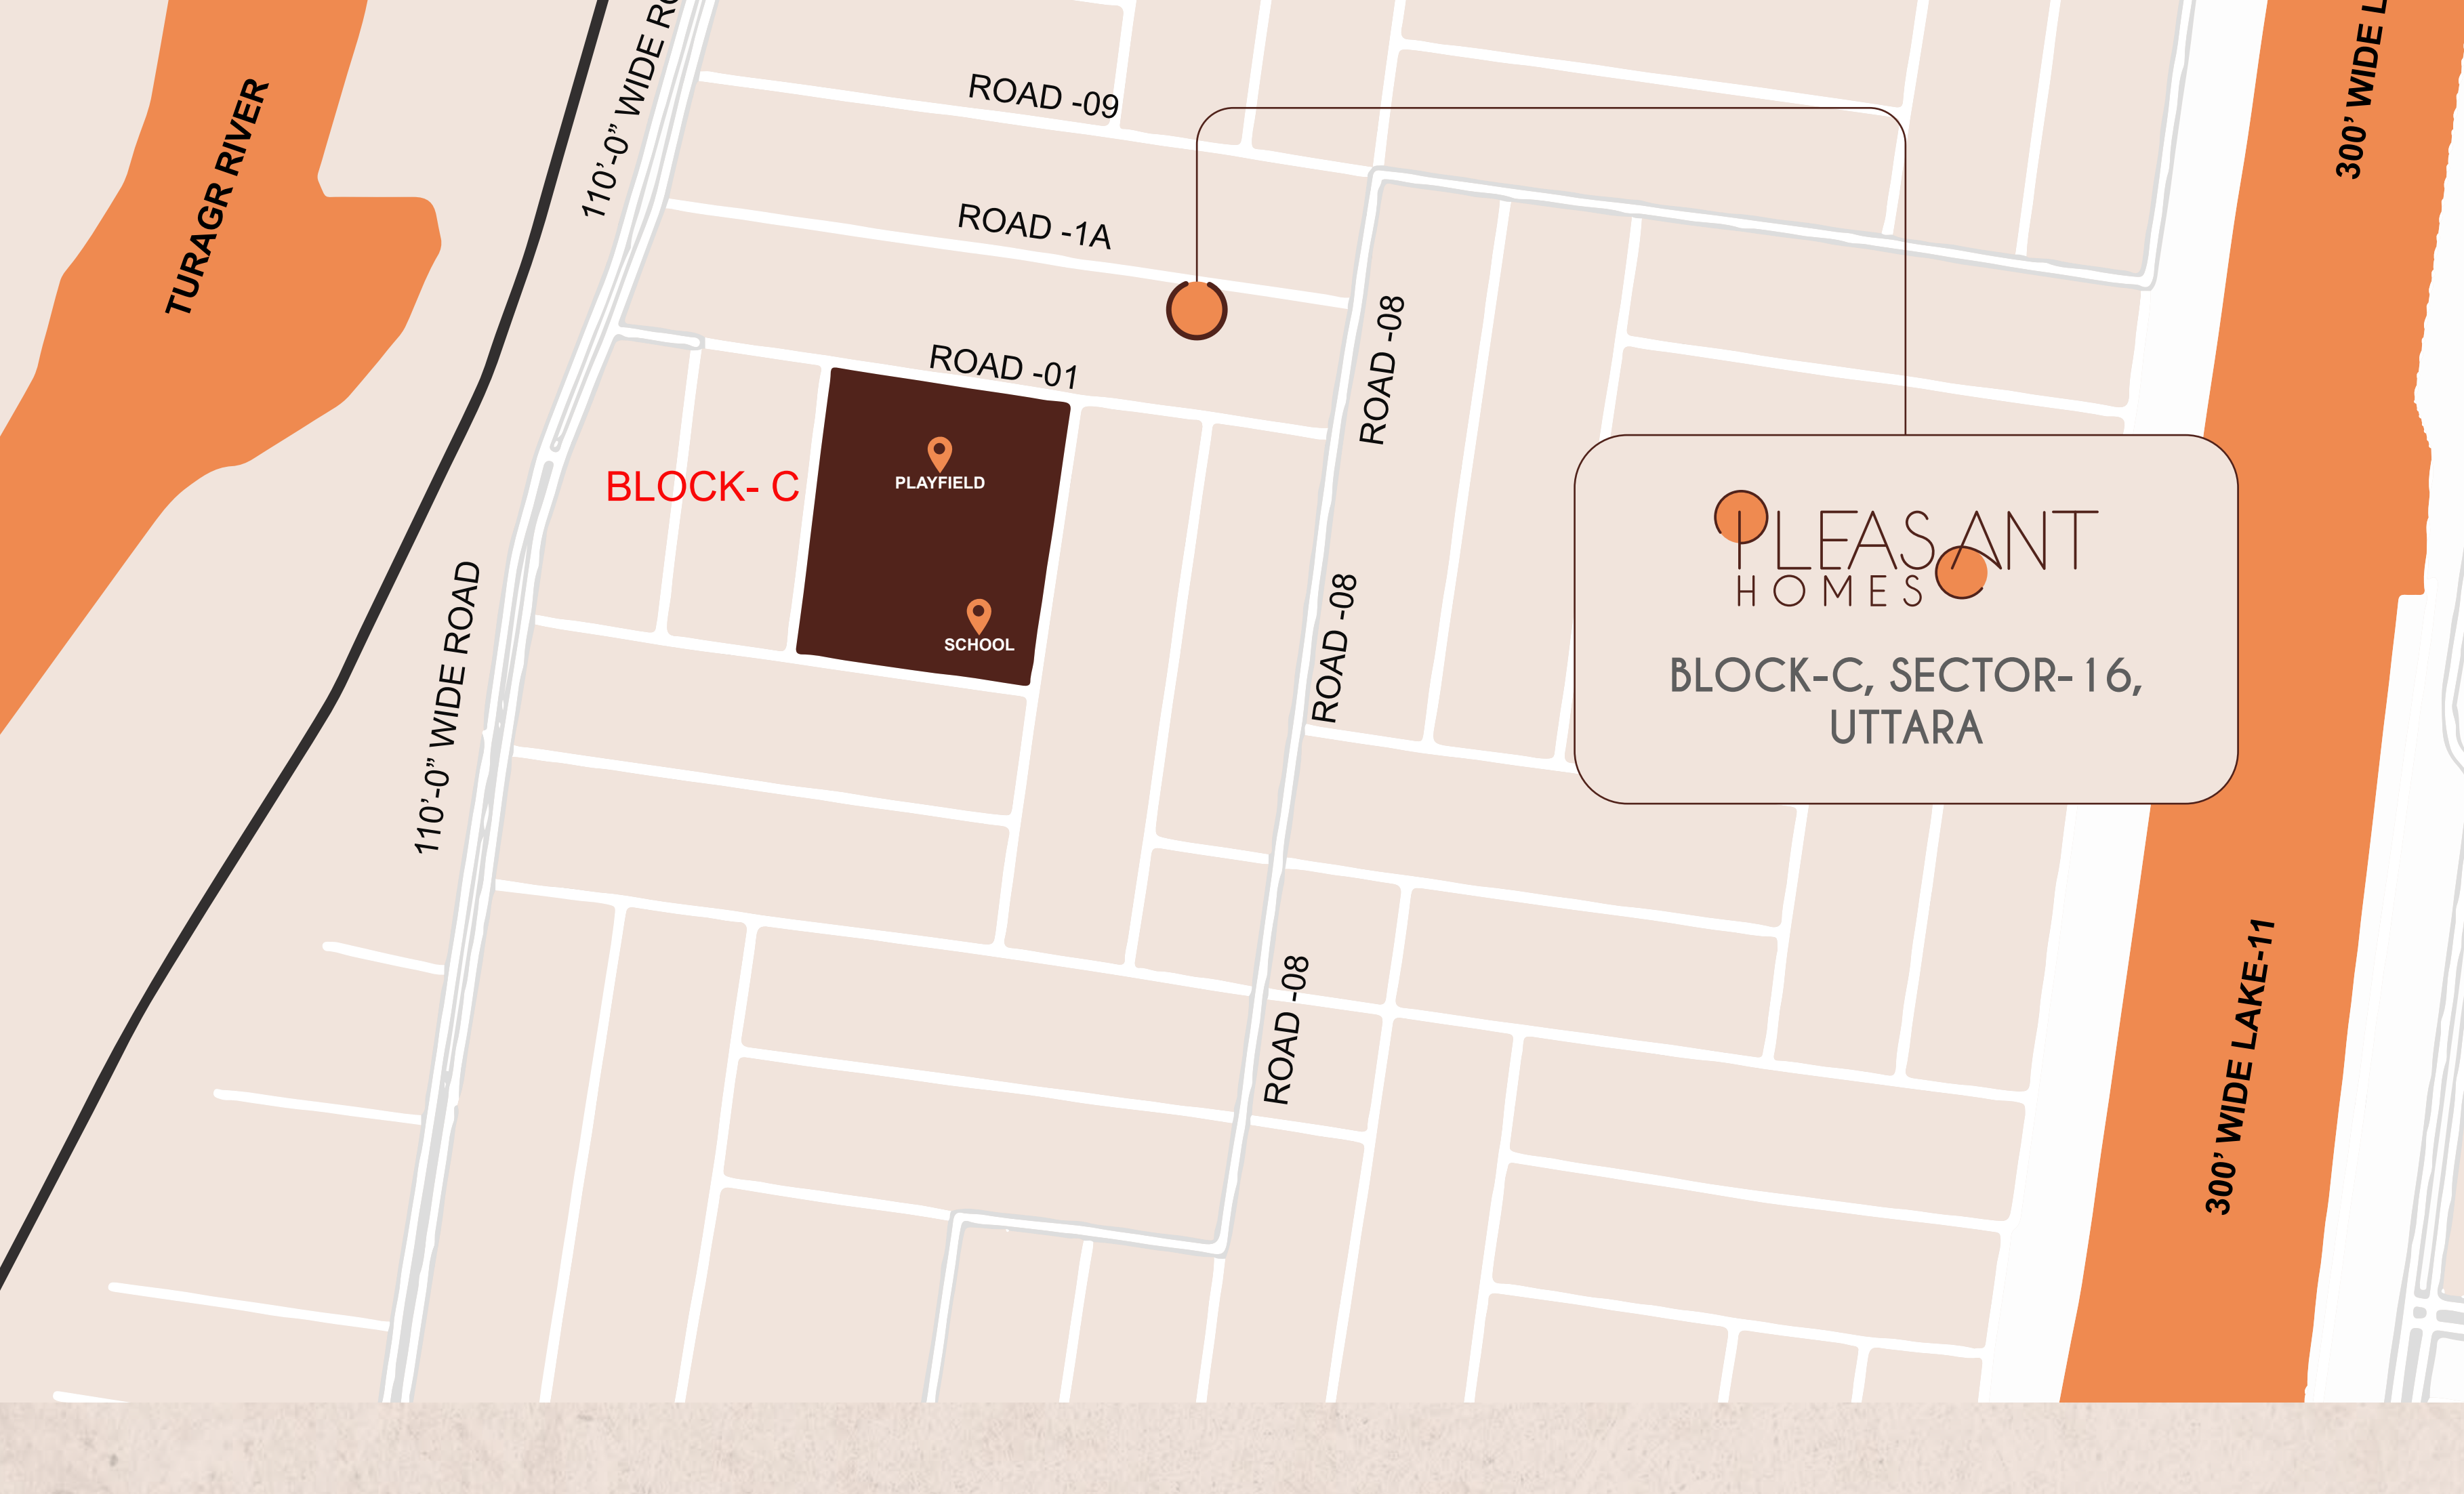 TURAGR RIVER
110'-0" WIDE
300' WIDE
ROAD -09
ROAD -1A
ROAD -01
ROAD -08
BLOCK- C
PLAYFIELD
SCHOOL
110'-0" WIDE ROAD
ROAD -08
PLEASANT
HOMES
BLOCK-C, SECTOR-16,
UTTARA
ROAD -08
300' WIDE LAKE-11